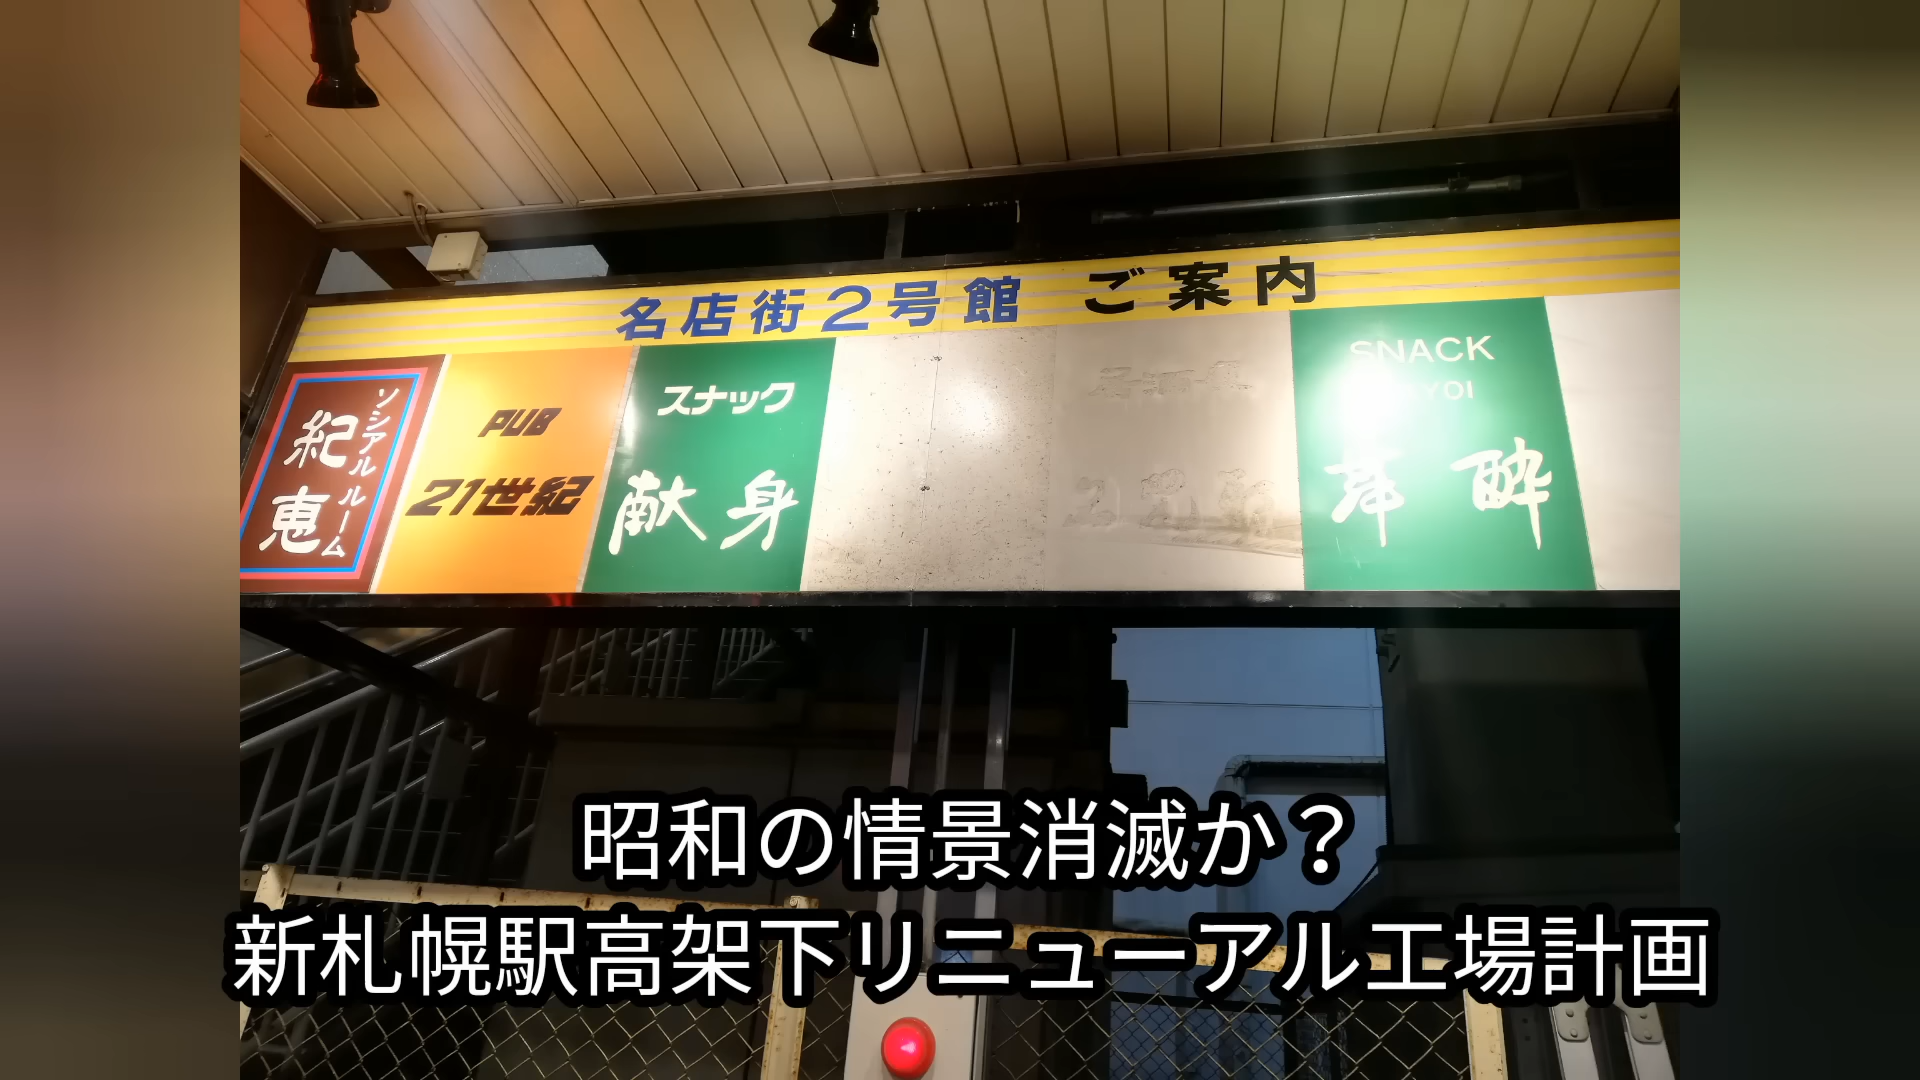 名店街2号館 ご案内
ソシアル ルーム
紀恵
PUB
21世紀
スナック
献身
SNACK
酔
昭和の情景消滅か？
新札幌駅高架下リニューアル工場計画